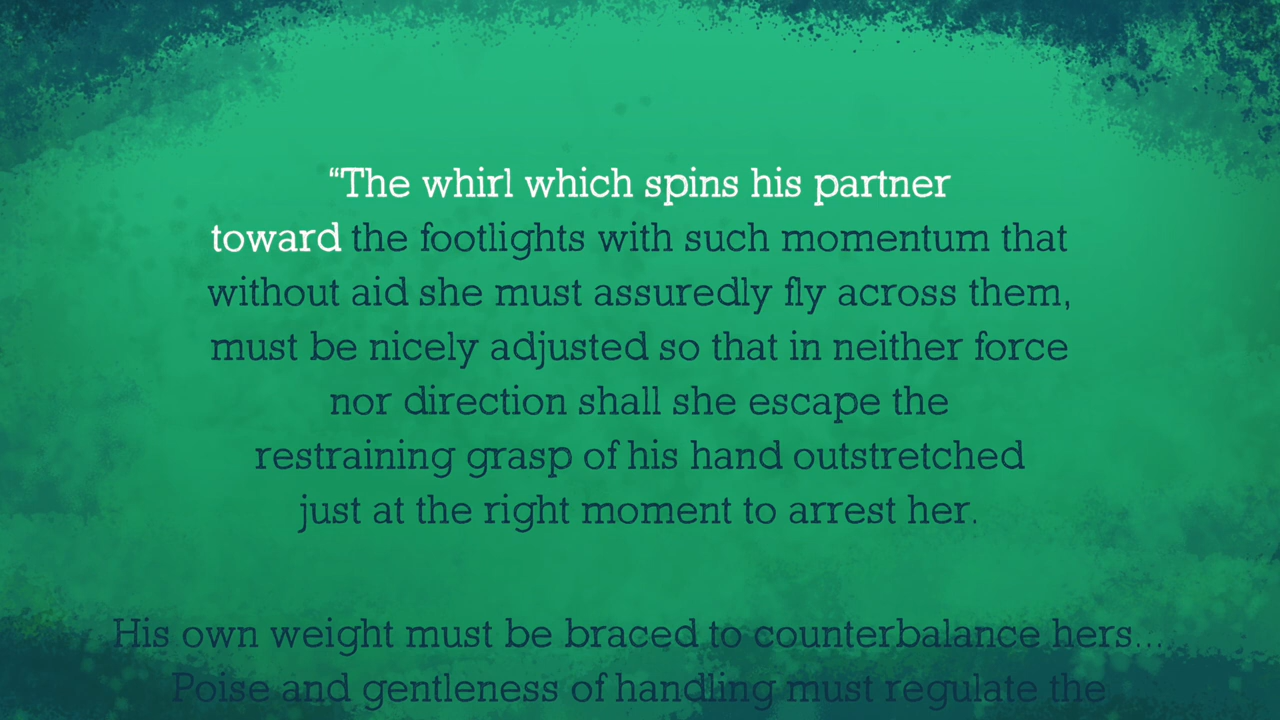 “The whirl which spins his partner
toward the footlights with such momentum that
without aid she must assuredly fly across them,
must be nicely adjusted so that in neither force
nor direction shall she escape the
restraining grasp of his hand outstretched
just at the right moment to arrest her.
His own weight must be braced to counterbalance hers...
Poise and gentleness of handling must regulate the